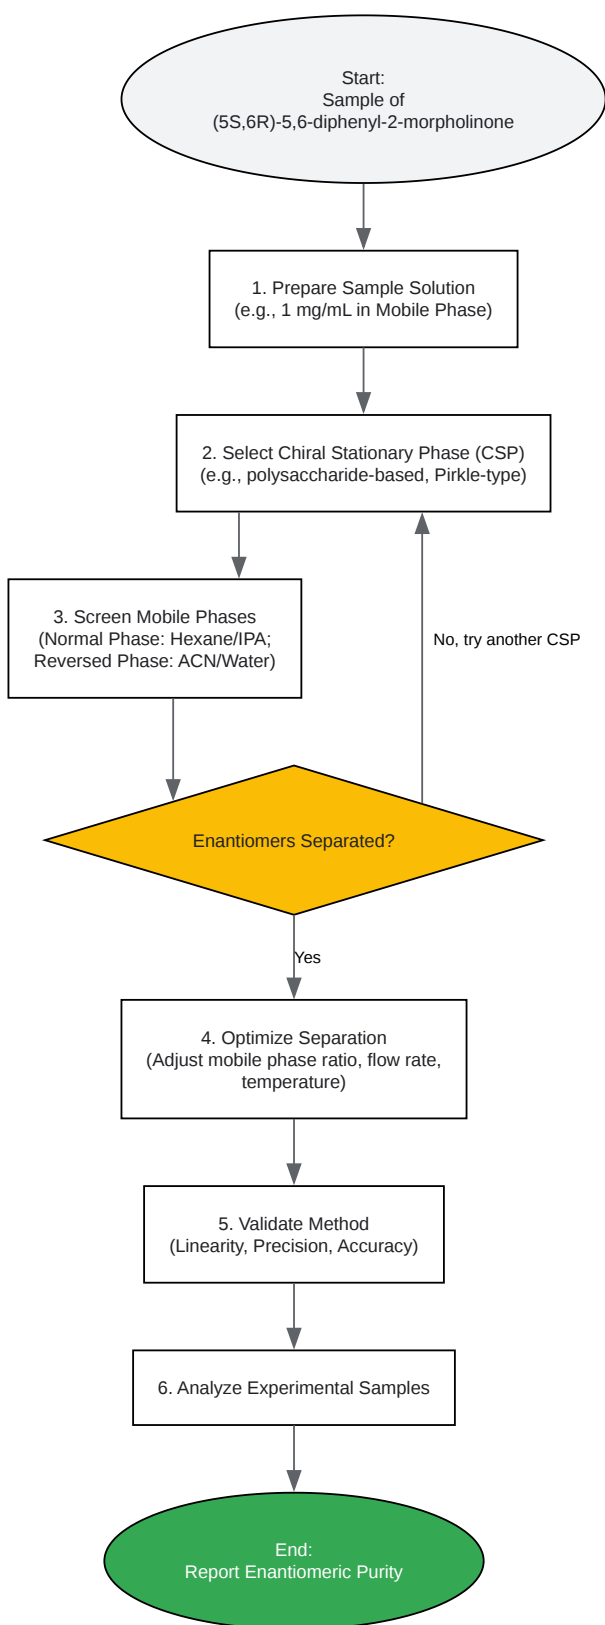 Start:
Sample of
(5S,6R)-5,6-diphenyl-2-morpholinone
1. Prepare Sample Solution
(e.g., 1 mg/mL in Mobile Phase)
2. Select Chiral Stationary Phase (CSP)
(e.g., polysaccharide-based, Pirkle-type)
3. Screen Mobile Phases
(Normal Phase: Hexane/IPA;
Reversed Phase: ACN/Water)
No, try another CSP
Enantiomers Separated?
Yes
4. Optimize Separation
(Adjust mobile phase ratio, flow rate,
temperature)
5. Validate Method
(Linearity, Precision, Accuracy)
6. Analyze Experimental Samples
End:
Report Enantiomeric Purity